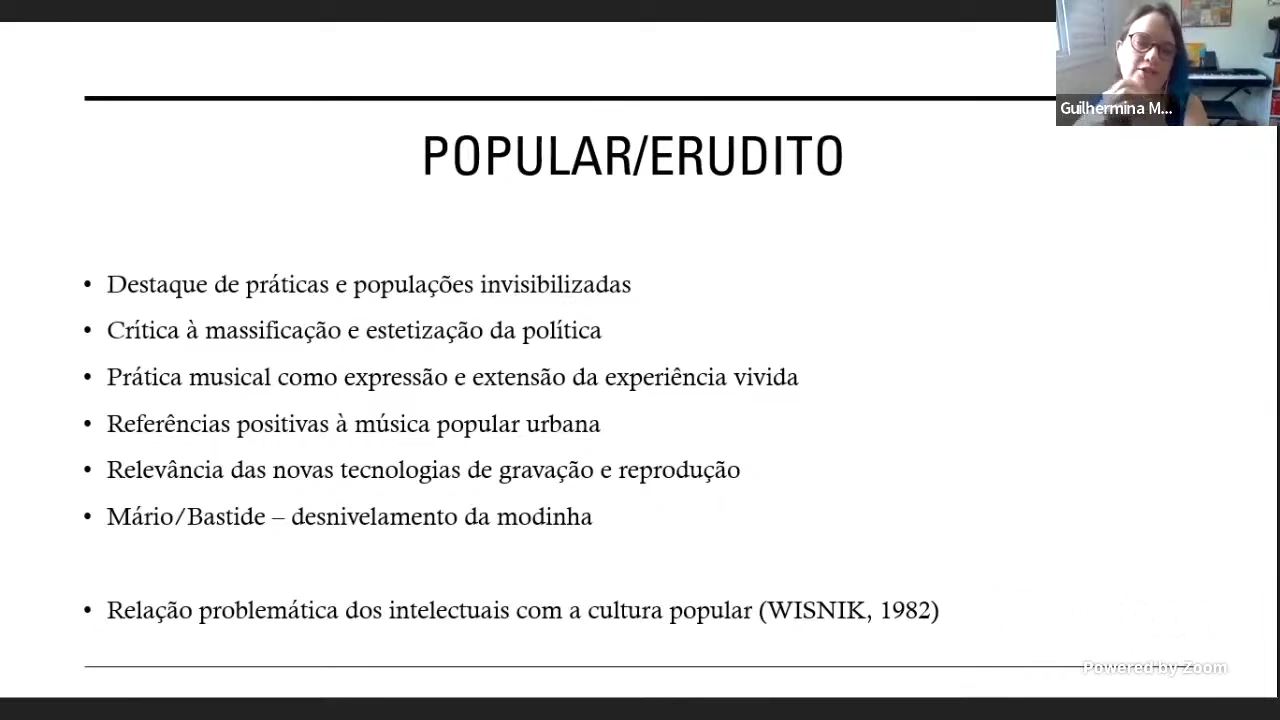 Guilhermina M...
POPULAR/ERUDITO
• Destaque de práticas e populações invisibilizadas
• Crítica à massificação e estetização da política
• Prática musical como expressão e extensão da experiência vivida
• Referências positivas à música popular urbana
• Relevância das novas tecnologias de gravação e reprodução
• Mário/Bastide – desnivelamento da modinha
• Relação problemática dos intelectuais com a cultura popular (WISNIK, 1982)
Powered by Zoom